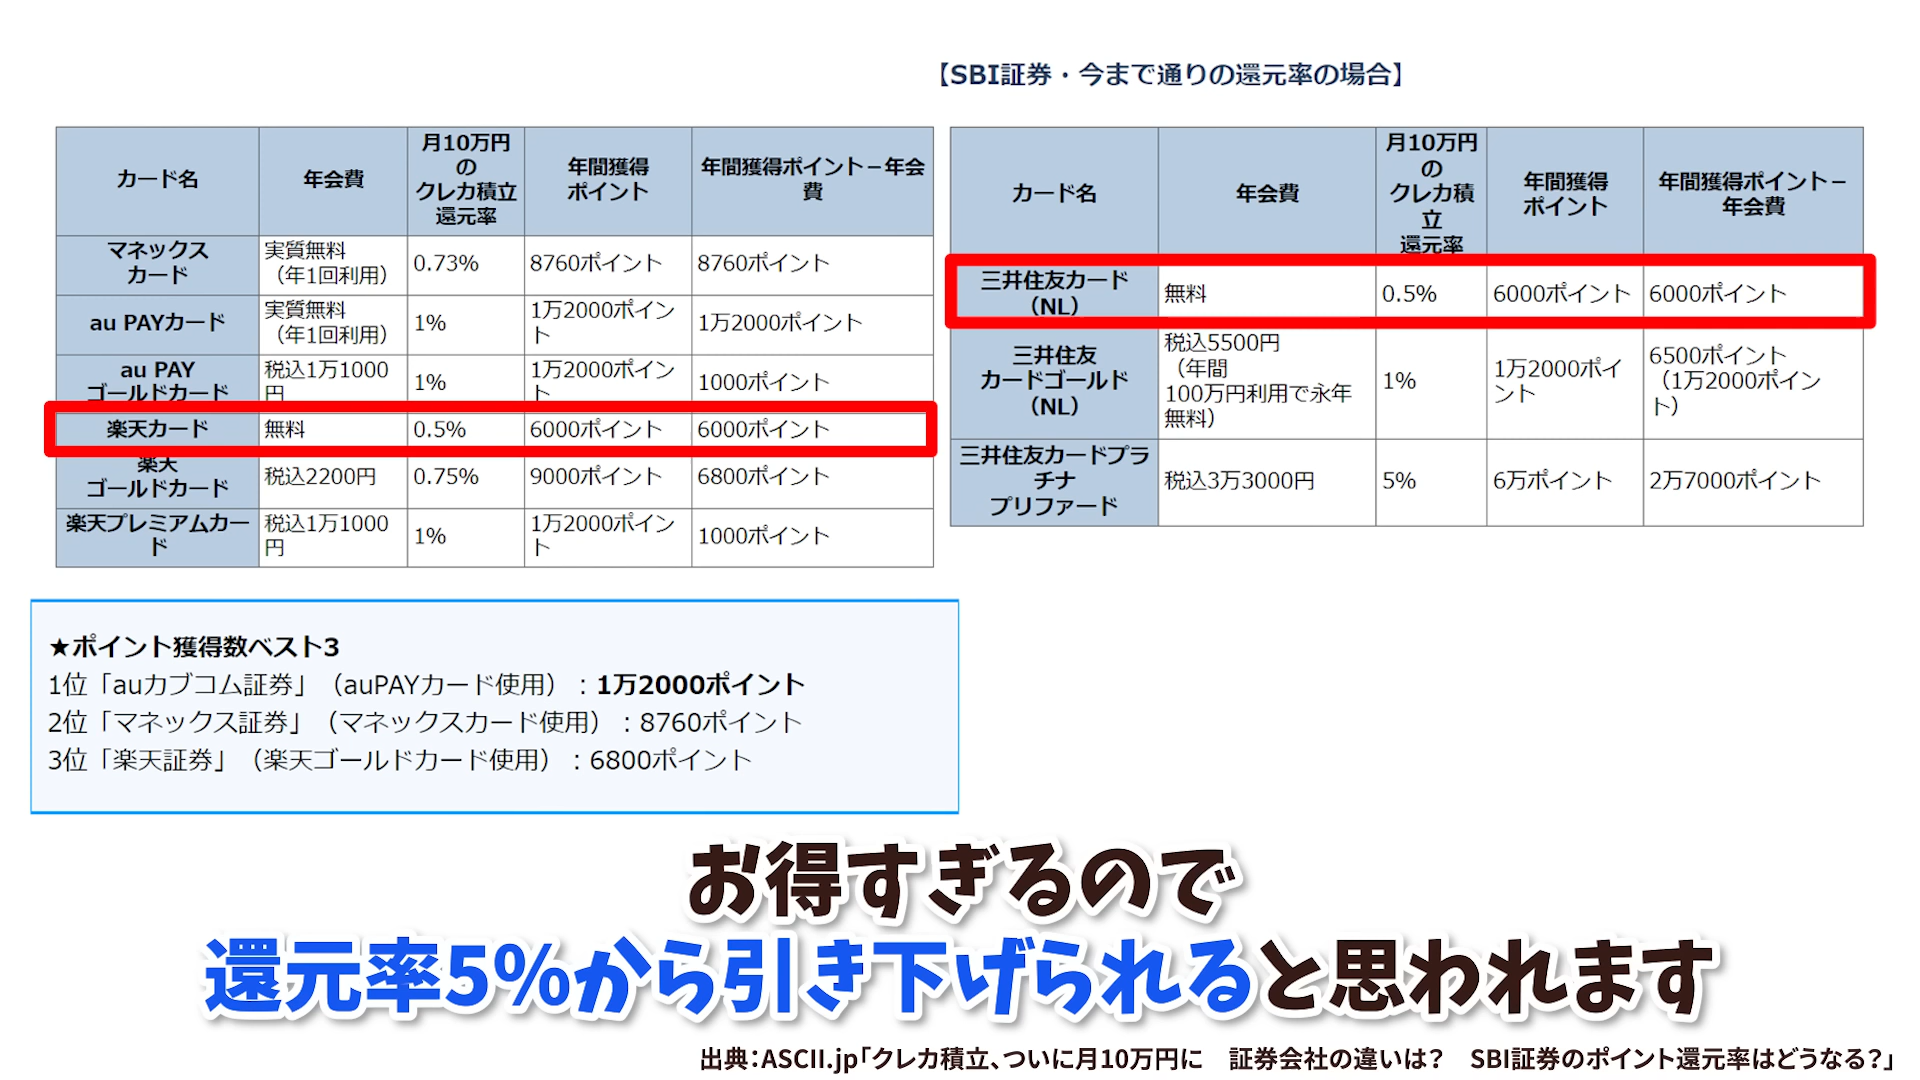 【SBI証券・今まで通りの還元率の場合】
カード名
年会費
月10万円
の
クレカ積立
還元率
年間獲得
ポイント
年間獲得ポイント－年会
費
マネックス
カード
実質無料
（年1回利用）
0.73%
8760ポイント
8760ポイント
au PAYカード
実質無料
（年1回利用）
1%
1万2000ポイン
ト
1万2000ポイント
au PAY
ゴールドカード
税込1万1000
円
1%
1万2000ポイン
ト
1000ポイント
楽天カード
無料
0.5%
6000ポイント
6000ポイント
楽天
ゴールドカード
税込2200円
0.75%
9000ポイント
6800ポイント
楽天プレミアムカー
ド
税込1万1000
円
1%
1万2000ポイン
ト
1000ポイント
カード名
年会費
月10万円
の
クレカ積
立
還元率
年間獲得
ポイント
年間獲得ポイント－
年会費
三井住友カード
（NL）
無料
0.5%
6000ポイント
6000ポイント
三井住友
カードゴールド
（NL）
税込5500円
（年間
100万円利用で永年
無料）
1%
1万2000ポイ
ント
6500ポイント
（1万2000ポイン
ト）
三井住友カードプラ
チナ
プリファード
税込3万3000円
5%
6万ポイント
2万7000ポイント
★ポイント獲得数ベスト3
1位「auカブコム証券」（auPAYカード使用）：1万2000ポイント
2位「マネックス証券」（マネックスカード使用）：8760ポイント
3位「楽天証券」（楽天ゴールドカード使用）：6800ポイント
お得すぎるので
還元率5%から引き下げられると思われます
出典：ASCII.jp「クレカ積立、ついに月10万円に　証券会社の違いは？　SBI証券のポイント還元率はどうなる？」